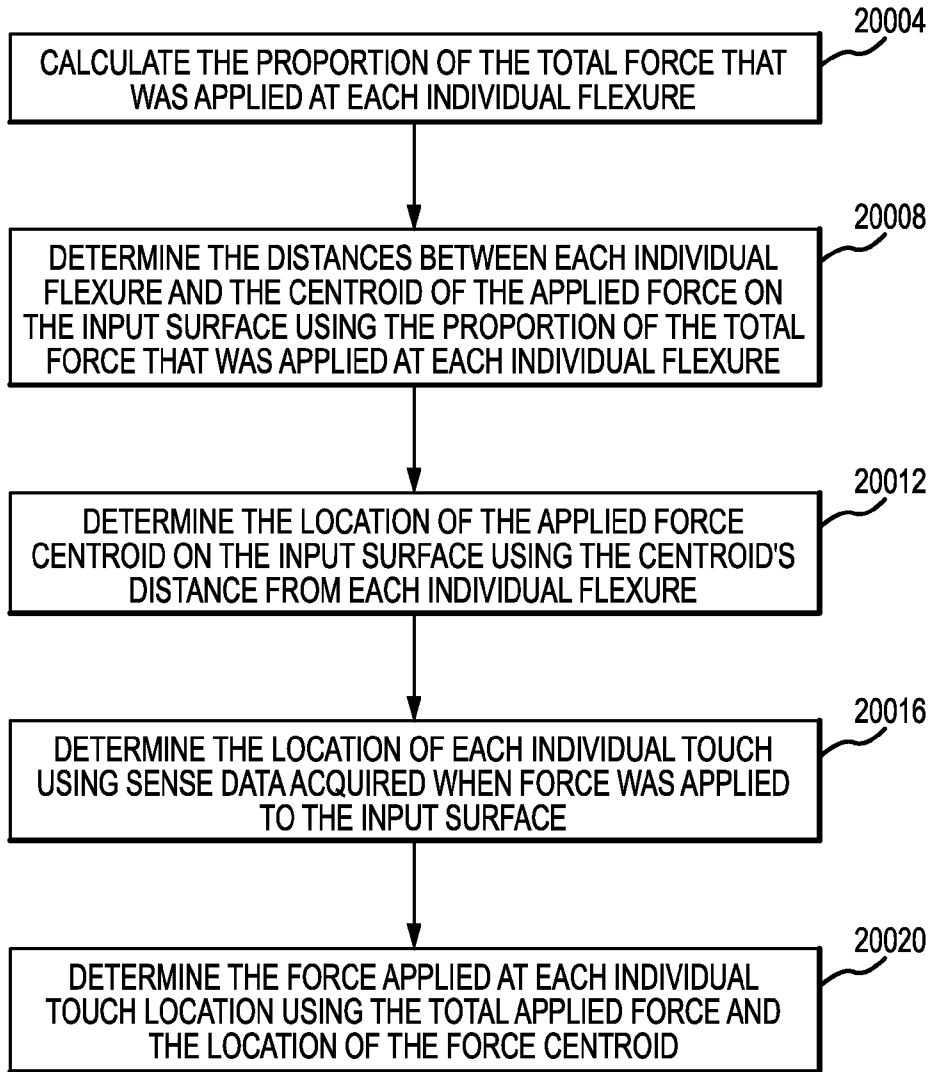 20004
CALCULATE THE PROPORTION OF THE TOTAL FORCE THAT
WAS APPLIED AT EACH INDIVIDUAL FLEXURE
20008
DETERMINE THE DISTANCES BETWEEN EACH INDIVIDUAL
FLEXURE AND THE CENTROID OF THE APPLIED FORCE ON
THE INPUT SURFACE USING THE PROPORTION OF THE TOTAL
FORCE THAT WAS APPLIED AT EACH INDIVIDUAL FLEXURE
20012
DETERMINE THE LOCATION OF THE APPLIED FORCE
CENTROID ON THE INPUT SURFACE USING THE CENTROID'S
DISTANCE FROM EACH INDIVIDUAL FLEXURE
20016
DETERMINE THE LOCATION OF EACH INDIVIDUAL TOUCH
USING SENSE DATA ACQUIRED WHEN FORCE WAS APPLIED
TO THE INPUT SURFACE
20020
DETERMINE THE FORCE APPLIED AT EACH INDIVIDUAL
TOUCH LOCATION USING THE TOTAL APPLIED FORCE AND
THE LOCATION OF THE FORCE CENTROID